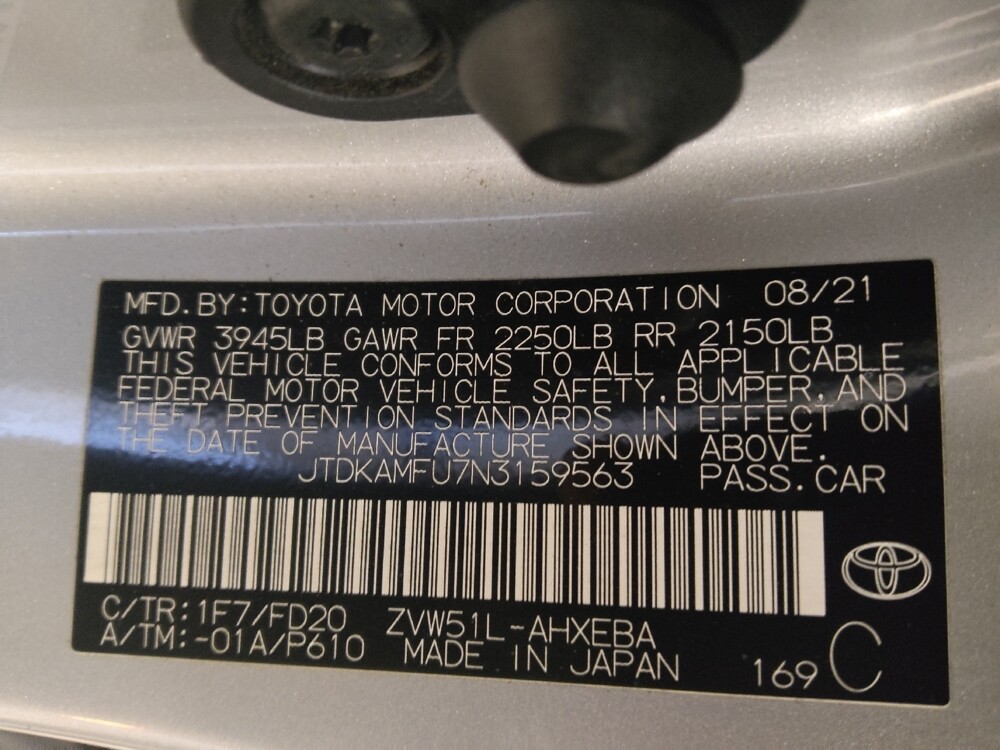 MFD.BY:TOYOTA MOTOR CORPORATION 08/21
GVWR 3945LB GAWR FR 2250LB RR 2150LB
THIS VEHICLE CONFORMS TO ALL APPLICABLE
FEDERAL MOTOR VEHICLE SAFETY,BUMPER,AND
THEFT PREVENTION STANDARDS IN EFFECT ON
THE DATE OF MANUFACTURE SHOWN ABOVE.
JTDKAMFU7N3159563 PASS.CAR
C/TR:1F7/FD20 ZVW51L-AHXEBA
A/TM:-01A/P610 MADE IN JAPAN 169 C